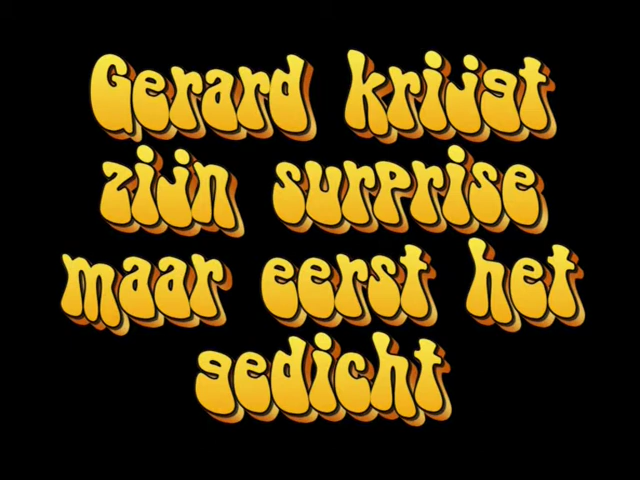 Gerard krijgt
zijn surprise
maar eerst het
gedicht